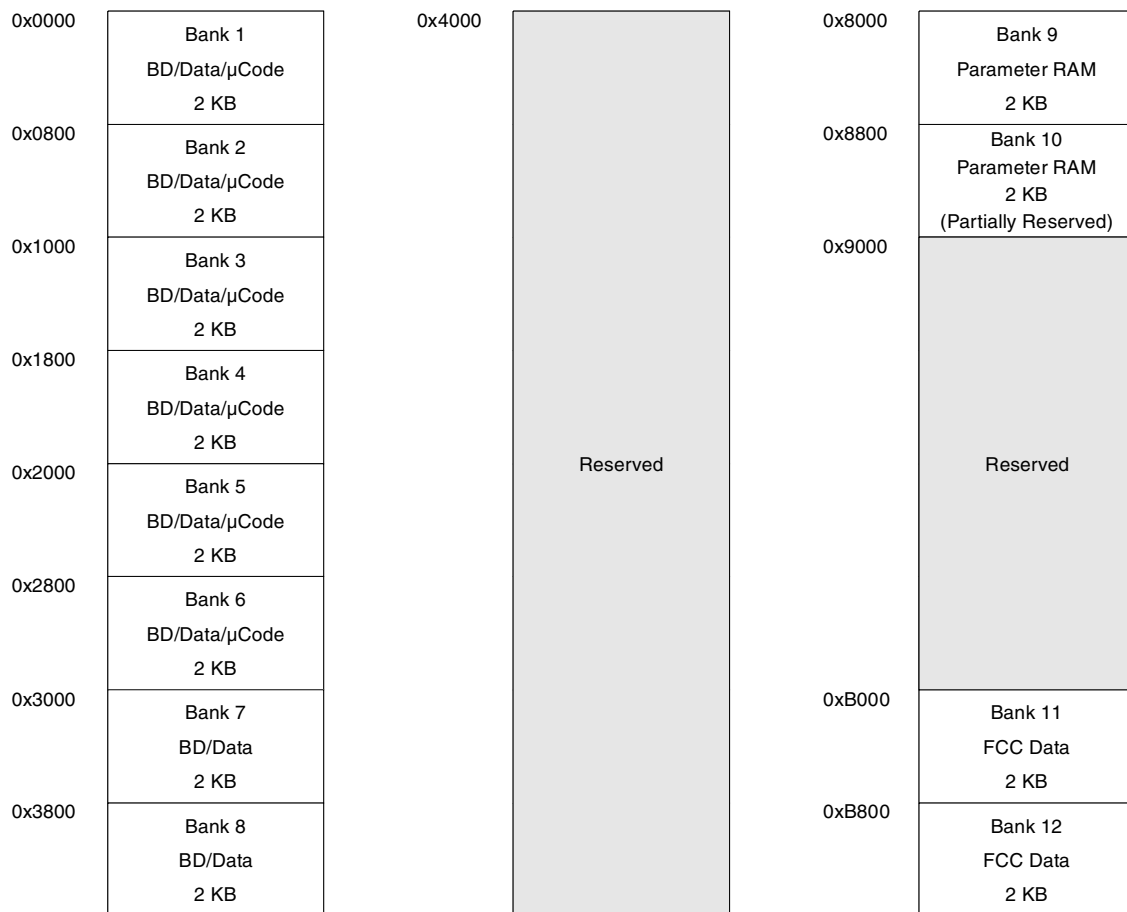 0x0000
Bank 1
BD/Data/µCode
2 KB
0x0800
Bank 2
BD/Data/µCode
2 KB
0x1000
Bank 3
BD/Data/µCode
2 KB
0x1800
Bank 4
BD/Data/µCode
2 KB
0x2000
Bank 5
BD/Data/µCode
2 KB
0x2800
Bank 6
BD/Data/µCode
2 KB
0x3000
Bank 7
BD/Data
2 KB
0x3800
Bank 8
BD/Data
2 KB
0x4000
Reserved
0x8000
Bank 9
Parameter RAM
2 KB
0x8800
Bank 10
Parameter RAM
2 KB
(Partially Reserved)
0x9000
Reserved
0xB000
Bank 11
FCC Data
2 KB
0xB800
Bank 12
FCC Data
2 KB